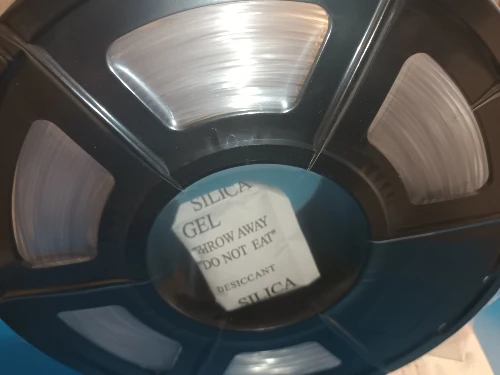 SILICA
GEL
"THROW AWAY
"DO NOT EAT"
DESICCANT
SILICA